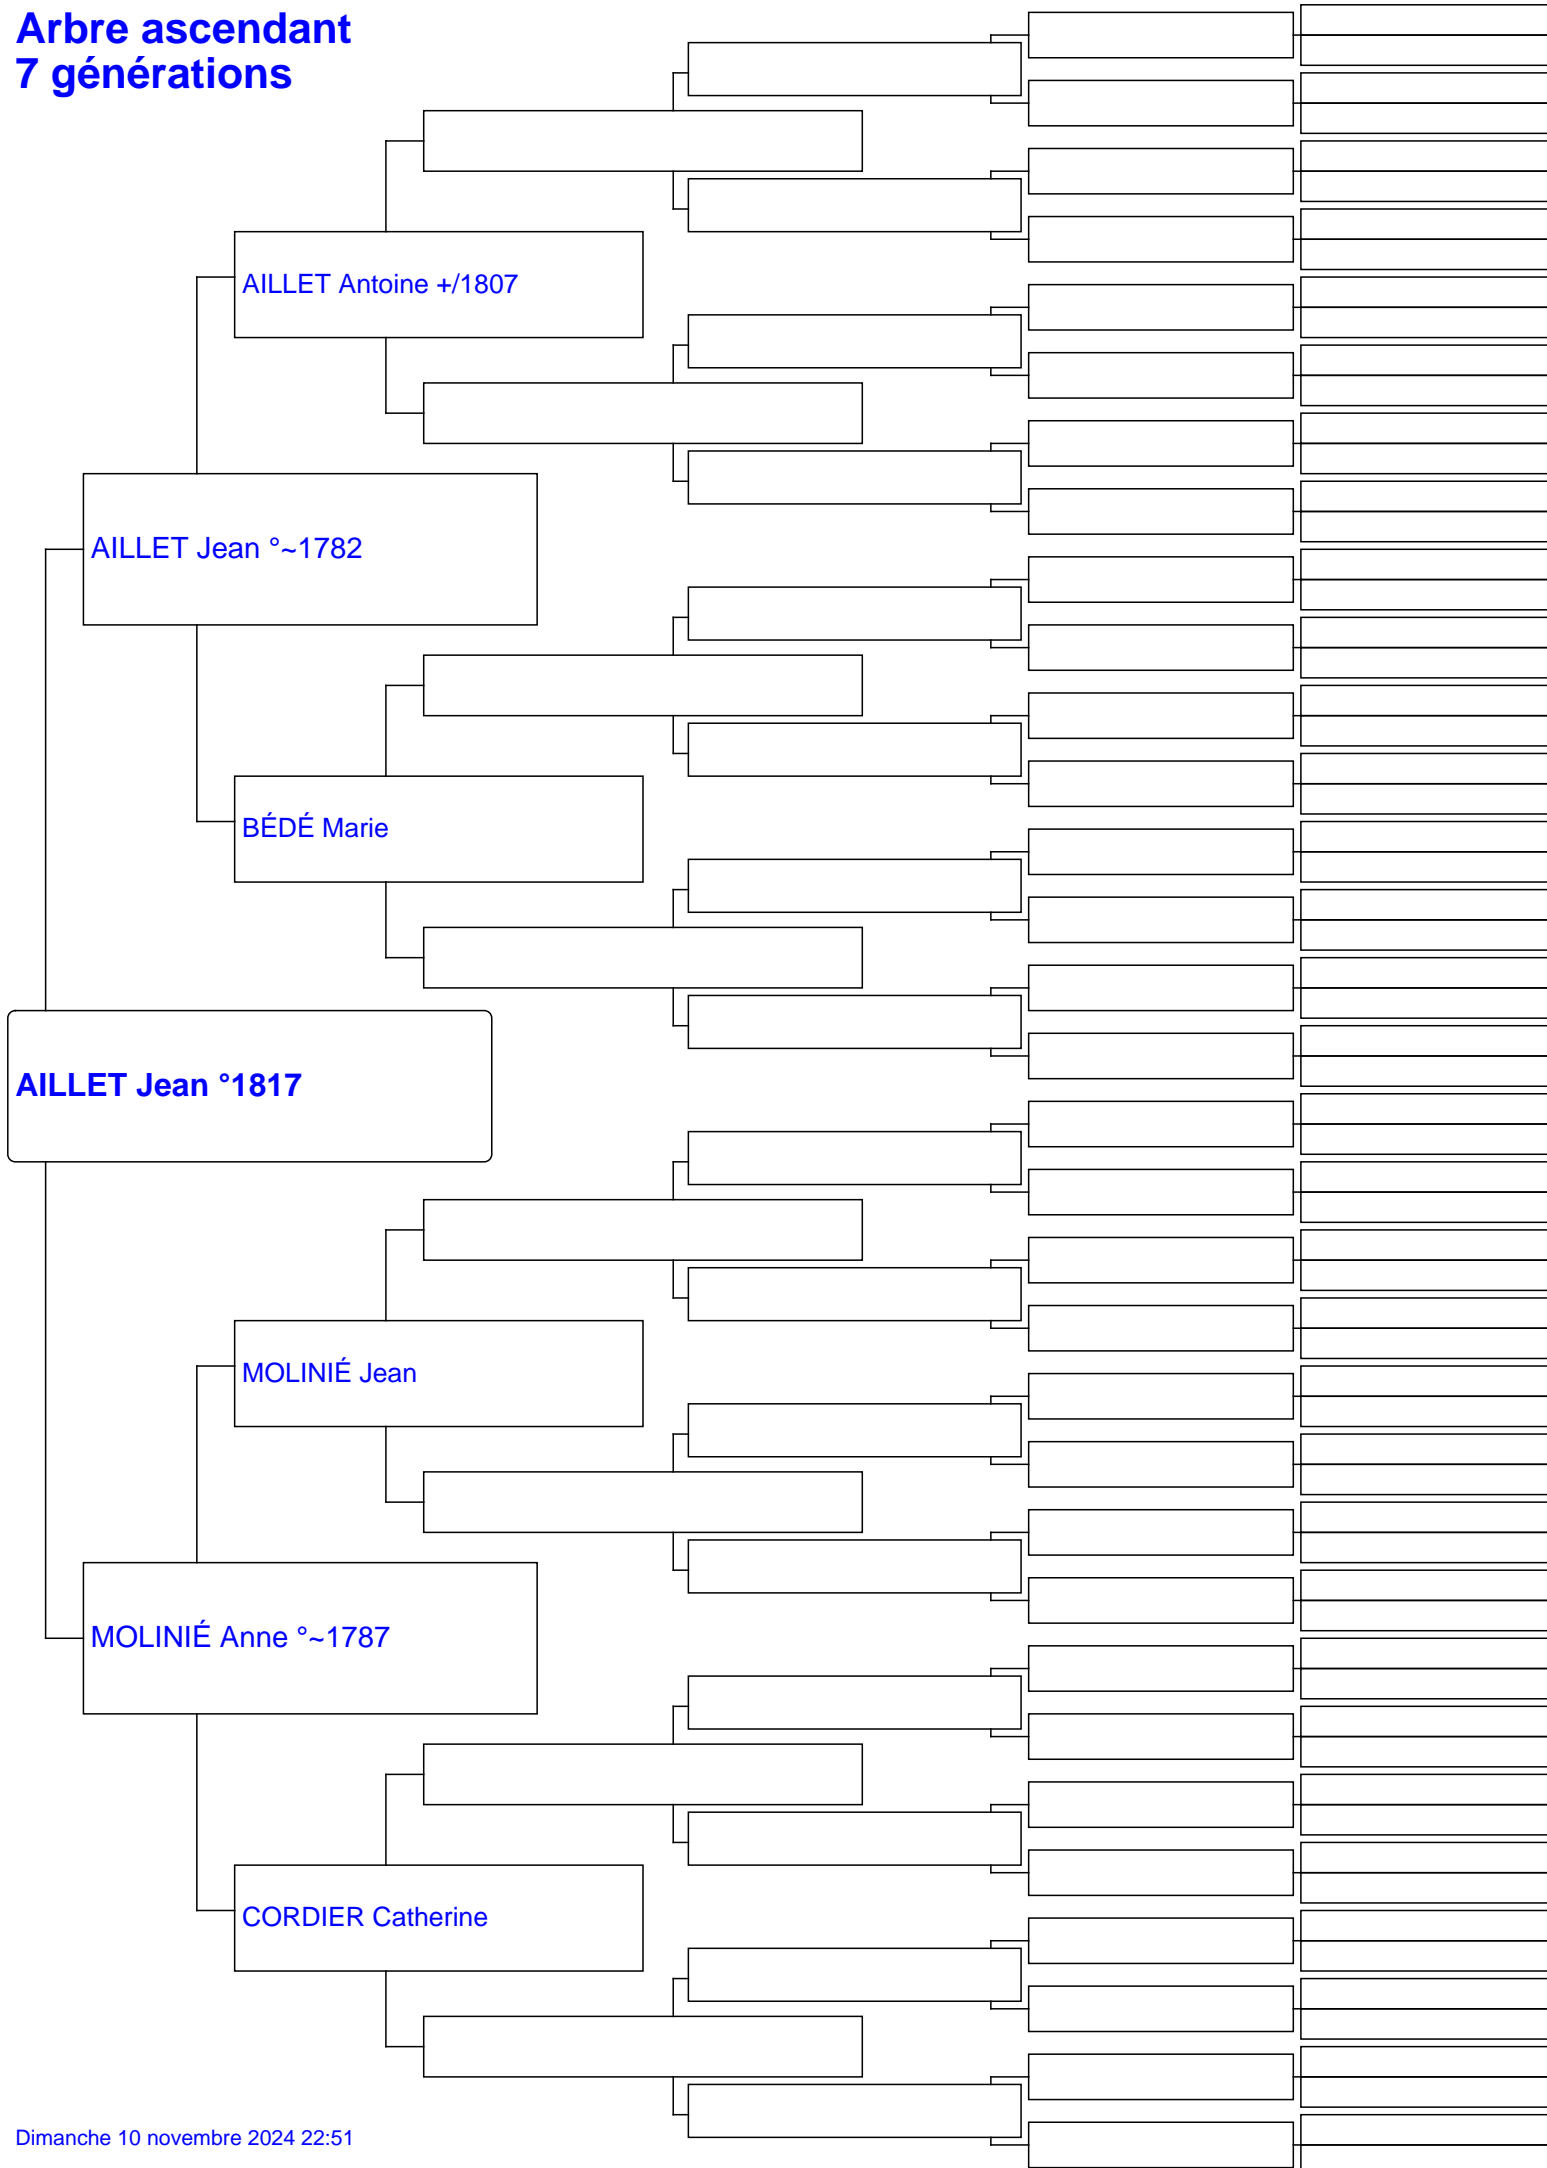 Arbre ascendant
7 générations
AILLET Antoine +/1807
AILLET Jean °~1782
BÉDÉ Marie
AILLET Jean °1817
MOLINIÉ Jean
MOLINIÉ Anne °~1787
CORDIER Catherine
Dimanche 10 novembre 2024 22:51